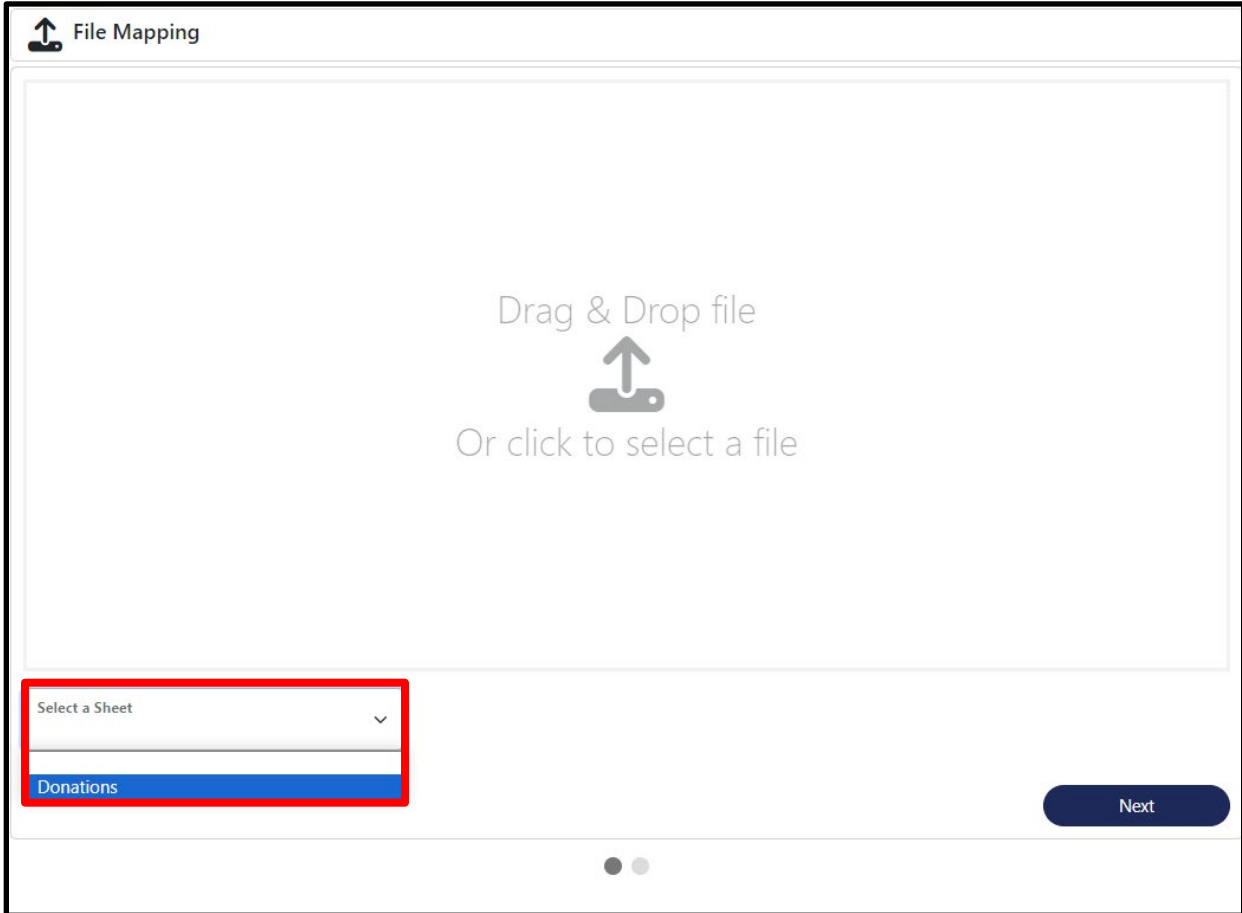 File Mapping
Drag & Drop file
Or click to select a file
Select a Sheet
Donations
Next